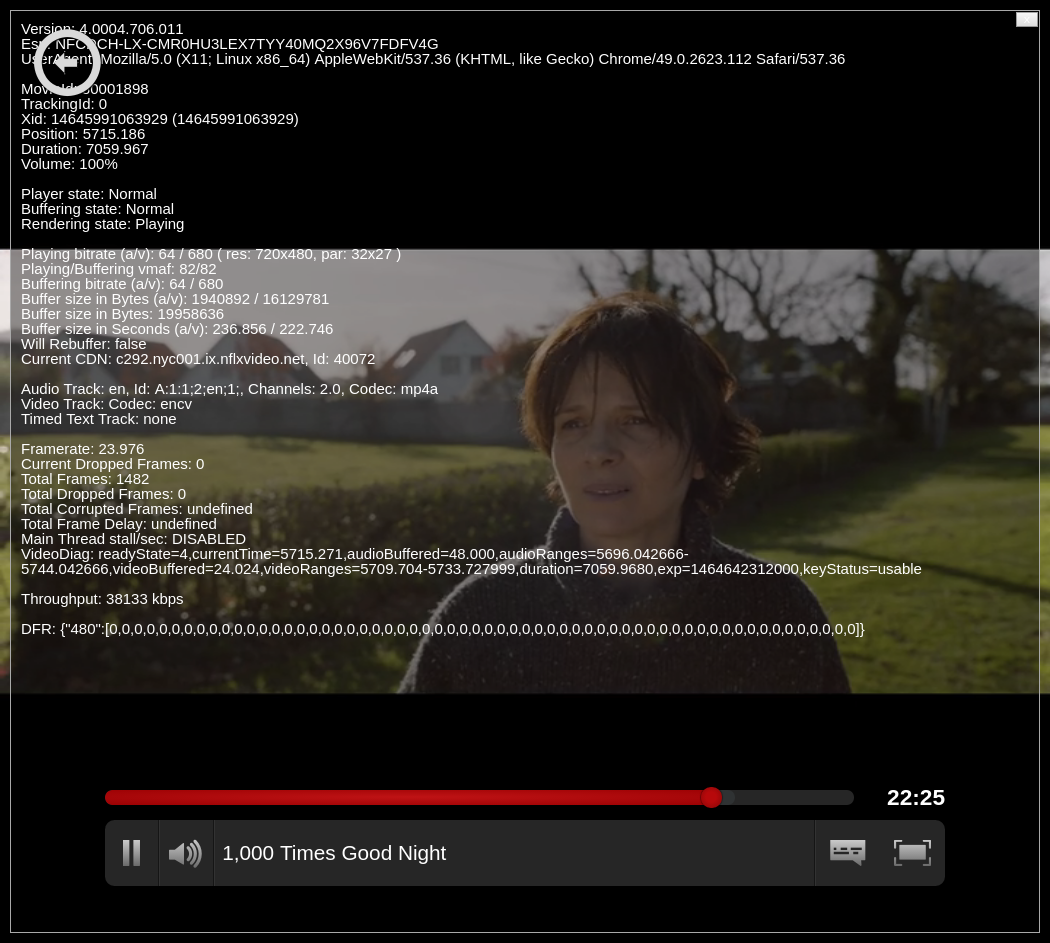 Version: 4.0004.706.011
Esn: NFCDCH-LX-CMR0HU3LEX7TYY40MQ2X96V7FDFV4G
UserAgent: Mozilla/5.0 (X11; Linux x86_64) AppleWebKit/537.36 (KHTML, like Gecko) Chrome/49.0.2623.112 Safari/537.36
MovieId: 80001898
TrackingId: 0
Xid: 14645991063929 (14645991063929)
Position: 5715.186
Duration: 7059.967
Volume: 100%
Player state: Normal
Buffering state: Normal
Rendering state: Playing
Playing bitrate (a/v): 64 / 680 ( res: 720x480, par: 32x27 )
Playing/Buffering vmaf: 82/82
Buffering bitrate (a/v): 64 / 680
Buffer size in Bytes (a/v): 1940892 / 16129781
Buffer size in Bytes: 19958636
Buffer size in Seconds (a/v): 236.856 / 222.746
Will Rebuffer: false
Current CDN: c292.nyc001.ix.nflxvideo.net, Id: 40072
Audio Track: en, Id: A:1:1;2;en;1;, Channels: 2.0, Codec: mp4a
Video Track: Codec: encv
Timed Text Track: none
Framerate: 23.976
Current Dropped Frames: 0
Total Frames: 1482
Total Dropped Frames: 0
Total Corrupted Frames: undefined
Total Frame Delay: undefined
Main Thread stall/sec: DISABLED
VideoDiag: readyState=4,currentTime=5715.271,audioBuffered=48.000,audioRanges=5696.042666-
5744.042666,videoBuffered=24.024,videoRanges=5709.704-5733.727999,duration=7059.9680,exp=1464642312000,keyStatus=usable
Throughput: 38133 kbps
DFR: {"480":[0,0,0,0,0,0,0,0,0,0,0,0,0,0,0,0,0,0,0,0,0,0,0,0,0,0,0,0,0,0,0,0,0,0,0,0,0,0,0,0,0,0,0,0,0,0,0,0,0,0,0,0,0,0,0,0,0,0,0,0]}
22:25
1,000 Times Good Night